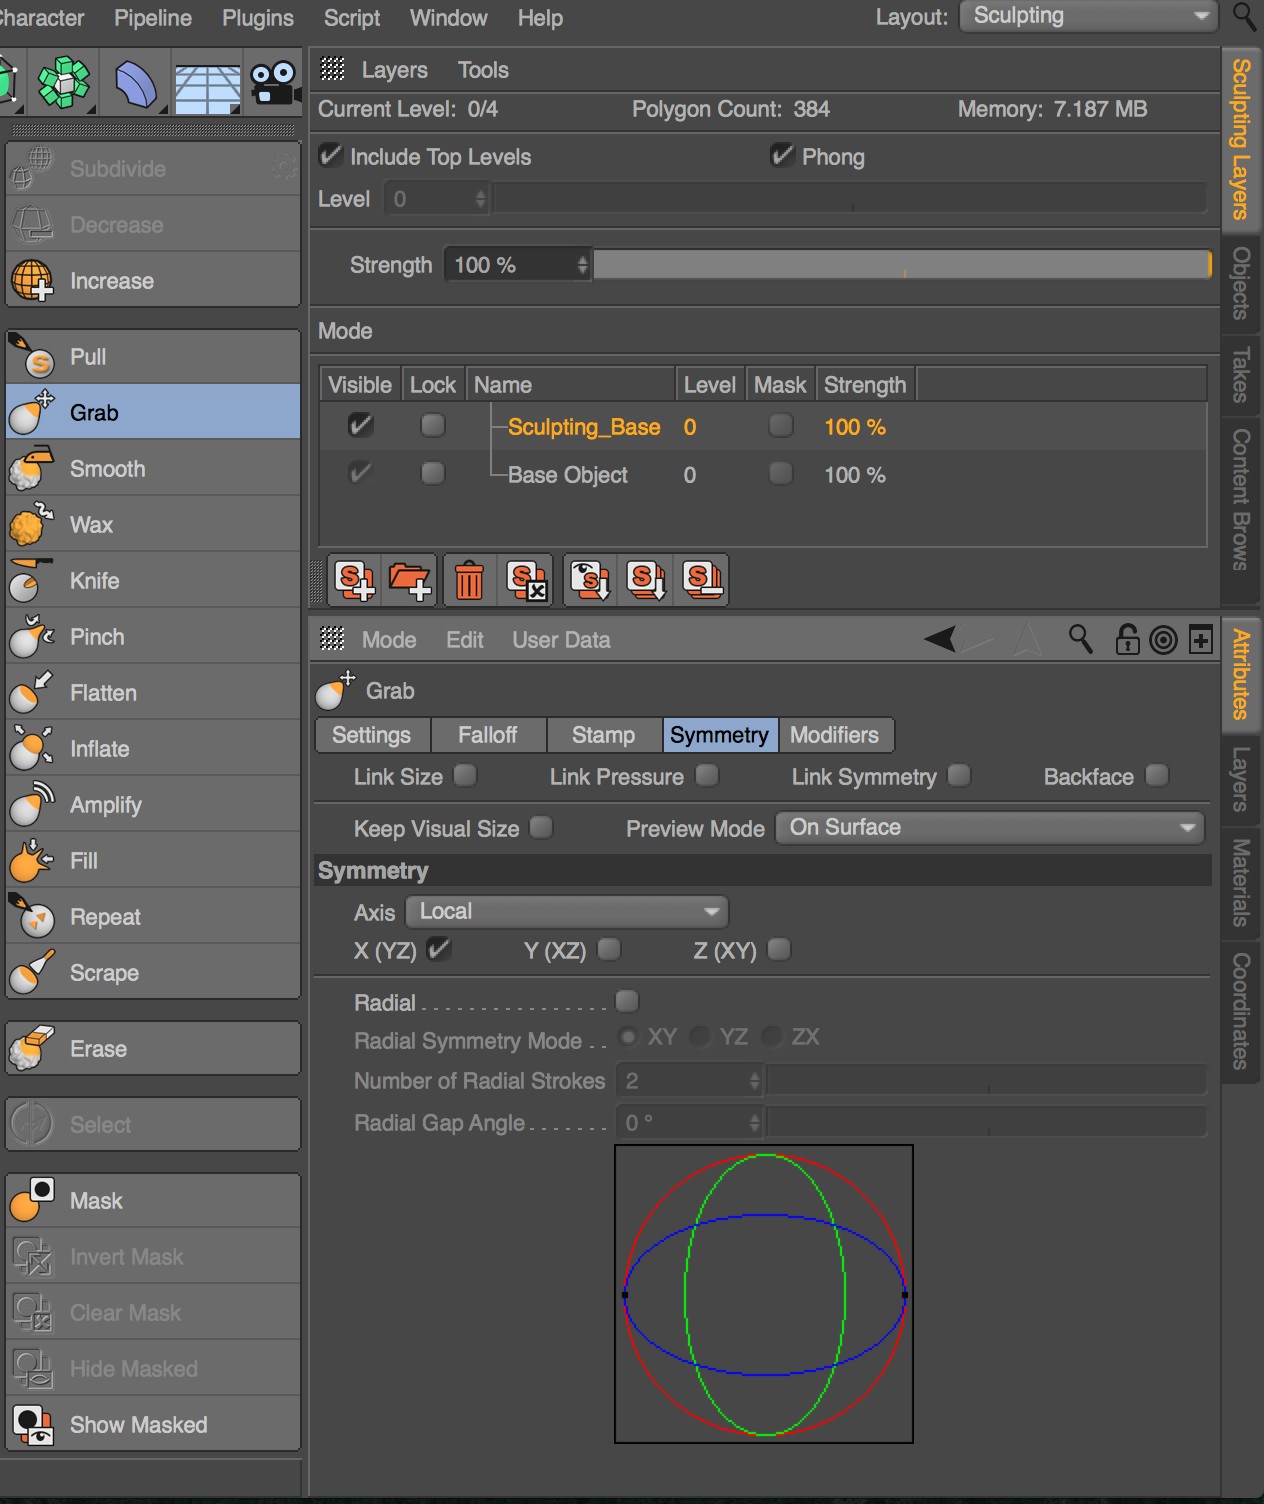 Character Pipeline Plugins Script Window Help Layout: Sculpting
Layers Tools
Current Level: 0/4 Polygon Count: 384 Memory: 7.187 MB
Include Top Levels Phong
Level 0
Strength 100 %
Mode
Visible Lock Name Level Mask Strength
Sculpting_Base 0 100 %
Base Object 0 100 %
Subdivide
Decrease
Increase
Pull
Grab
Smooth
Wax
Knife
Pinch
Flatten
Inflate
Amplify
Fill
Repeat
Scrape
Erase
Select
Mask
Invert Mask
Clear Mask
Hide Masked
Show Masked
Mode Edit User Data
Grab
Settings Falloff Stamp Symmetry Modifiers
Link Size Link Pressure Link Symmetry Backface
Keep Visual Size Preview Mode On Surface
Symmetry
Axis Local
X (YZ) Y (XZ) Z (XY)
Radial . . . . . . . . . . . . . . .
Radial Symmetry Mode . . XY YZ ZX
Number of Radial Strokes 2
Radial Gap Angle . . . . . . . 0 °
Sculpting Layers
Objects
Takes
Content Brows
Attributes
Layers
Materials
Coordinates